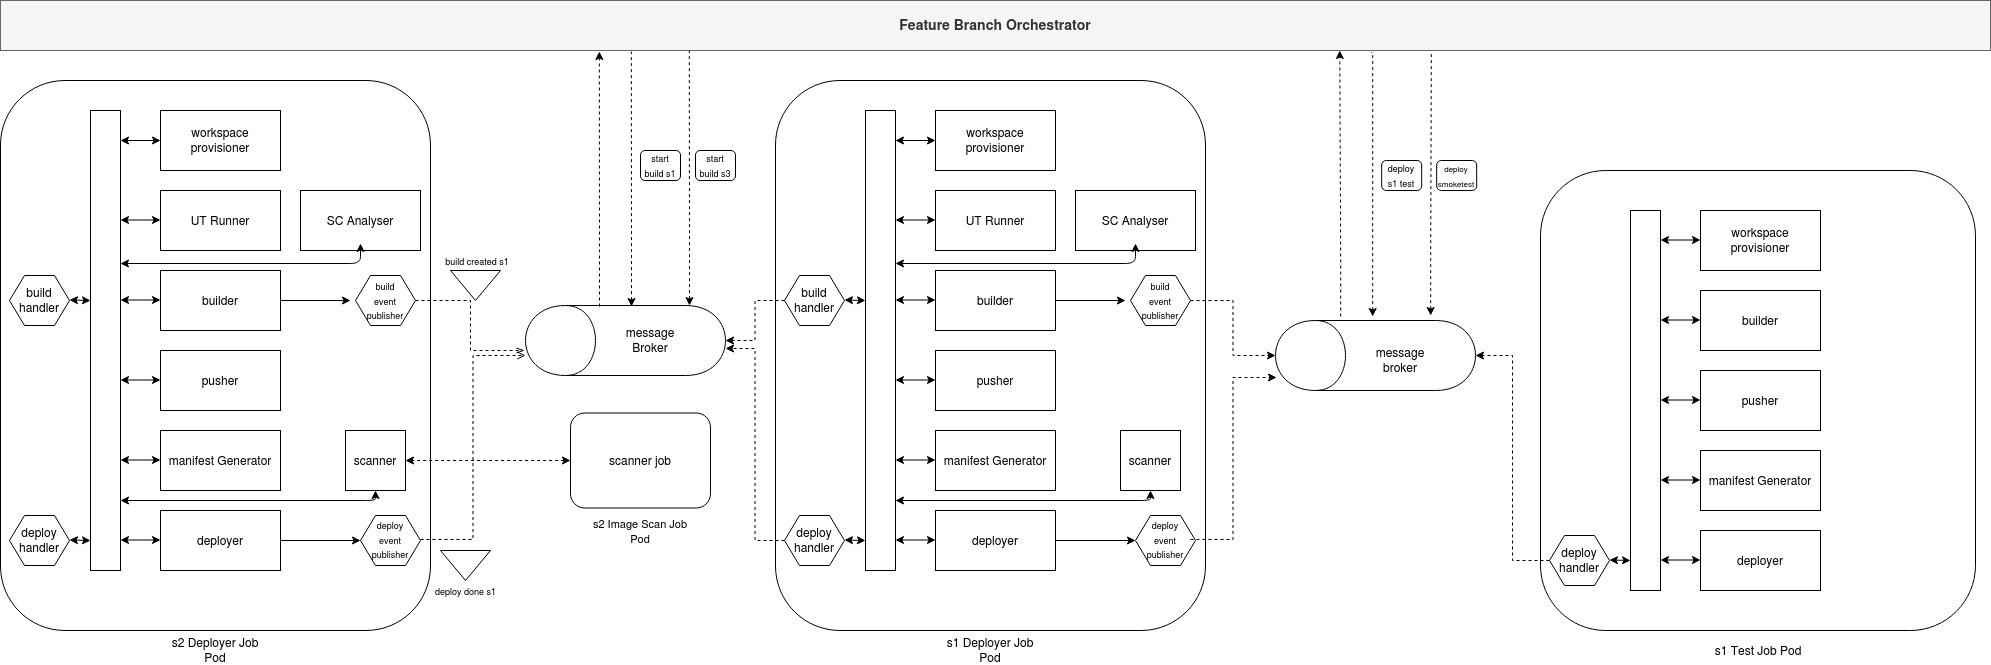 Feature Branch Orchestrator
workspace
provisioner
UT Runner
SC Analyser
build
handler
builder
build
event
publisher
pusher
manifest Generator
scanner
deploy
handler
deployer
deploy
event
publisher
s2 Deployer Job
Pod
build created s1
deploy done s1
start
build s1
start
build s3
message
Broker
scanner job
s2 Image Scan Job
Pod
workspace
provisioner
UT Runner
SC Analyser
build
handler
builder
build
event
publisher
pusher
manifest Generator
scanner
deploy
handler
deployer
deploy
event
publisher
s1 Deployer Job
Pod
deploy
s1 test
deploy
smoketest
message
broker
workspace
provisioner
builder
pusher
manifest Generator
deploy
handler
deployer
s1 Test Job Pod